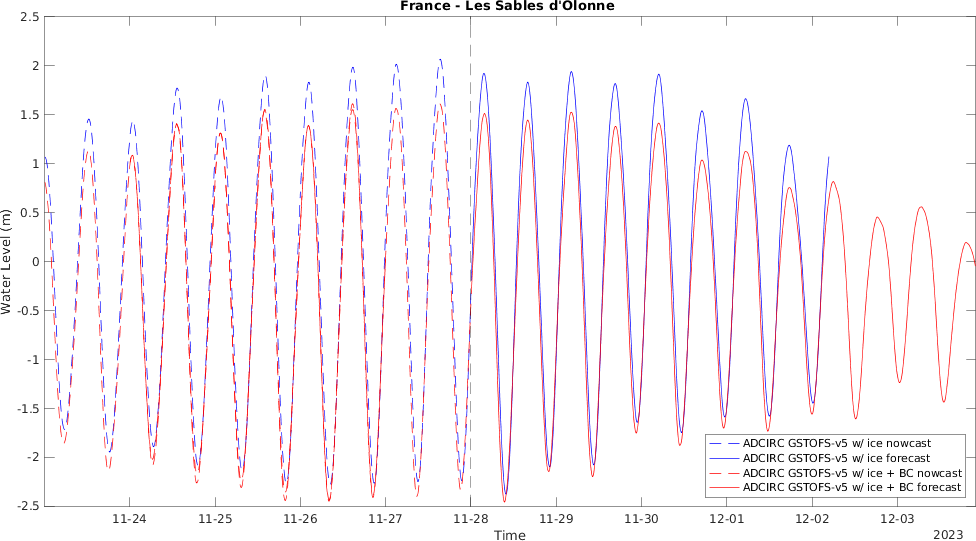 France - Les Sables d'Olonne
2.5
2
1.5
1
0.5
0
-0.5
-1
-1.5
-2
-2.5
Water Level (m)
ADCIRC GSTOFS-v5 w/ ice nowcast
ADCIRC GSTOFS-v5 w/ ice forecast
ADCIRC GSTOFS-v5 w/ ice + BC nowcast
ADCIRC GSTOFS-v5 w/ ice + BC forecast
11-24 11-25 11-26 11-27 11-28 11-29 11-30 12-01 12-02 12-03
Time
2023